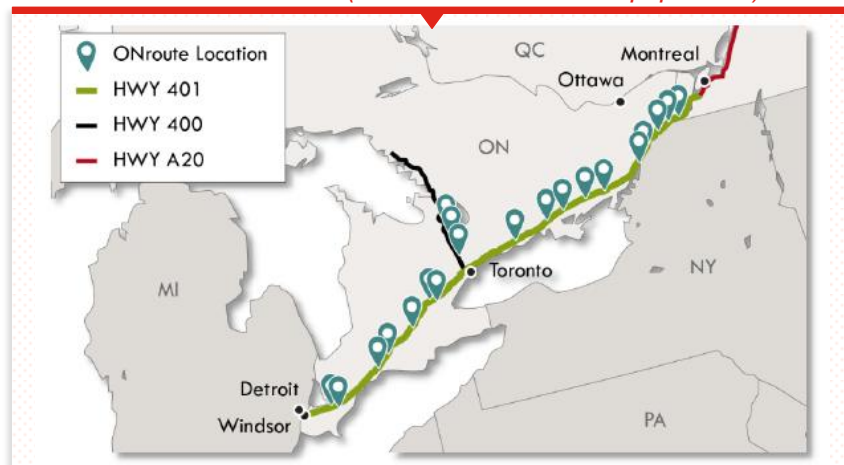 ONroute Location
HWY 401
HWY 400
HWY A20
QC
Montreal
Ottawa
ON
Toronto
NY
MI
Detroit
Windsor
PA